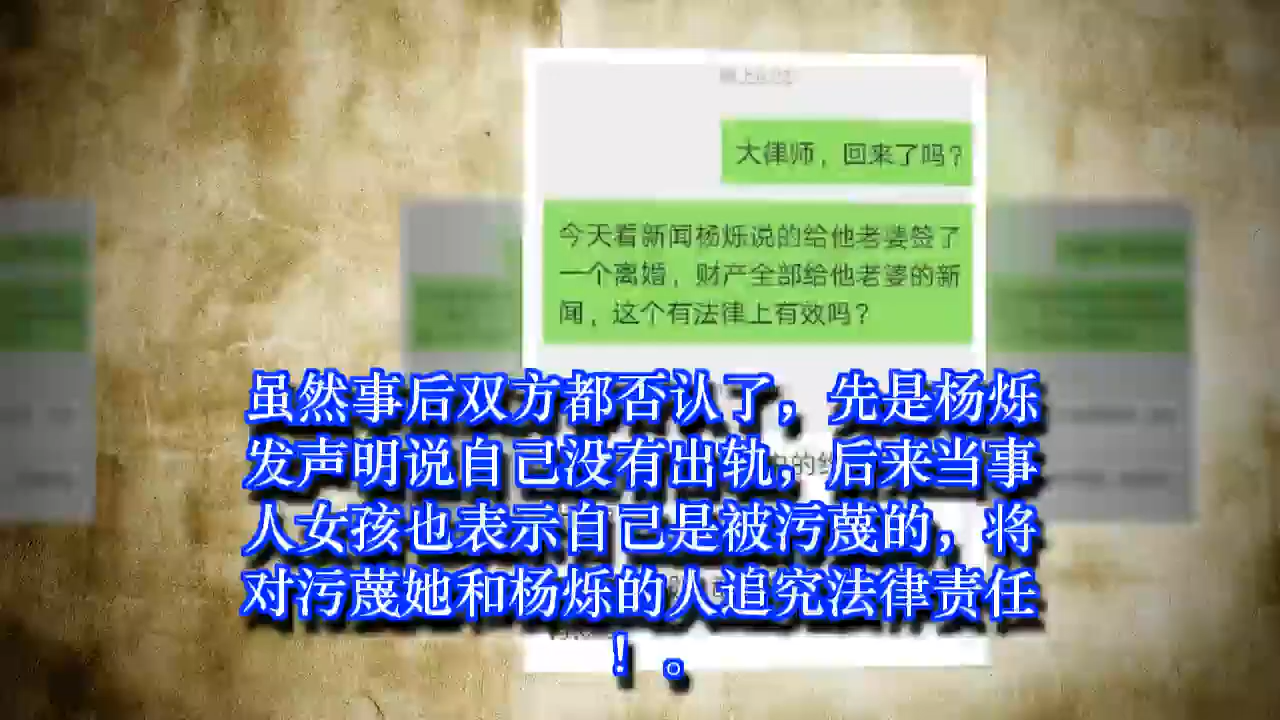 大律师，回来了吗？
今天看新闻杨烁说的给他老婆签了
一个离婚，财产全部给他老婆的新
闻，这个有法律上有效吗？
虽然事后双方都否认了，先是杨烁
发声明说自己没有出轨，后来当事
人女孩也表示自己是被污蔑的，将
对污蔑她和杨烁的人追究法律责任
！。